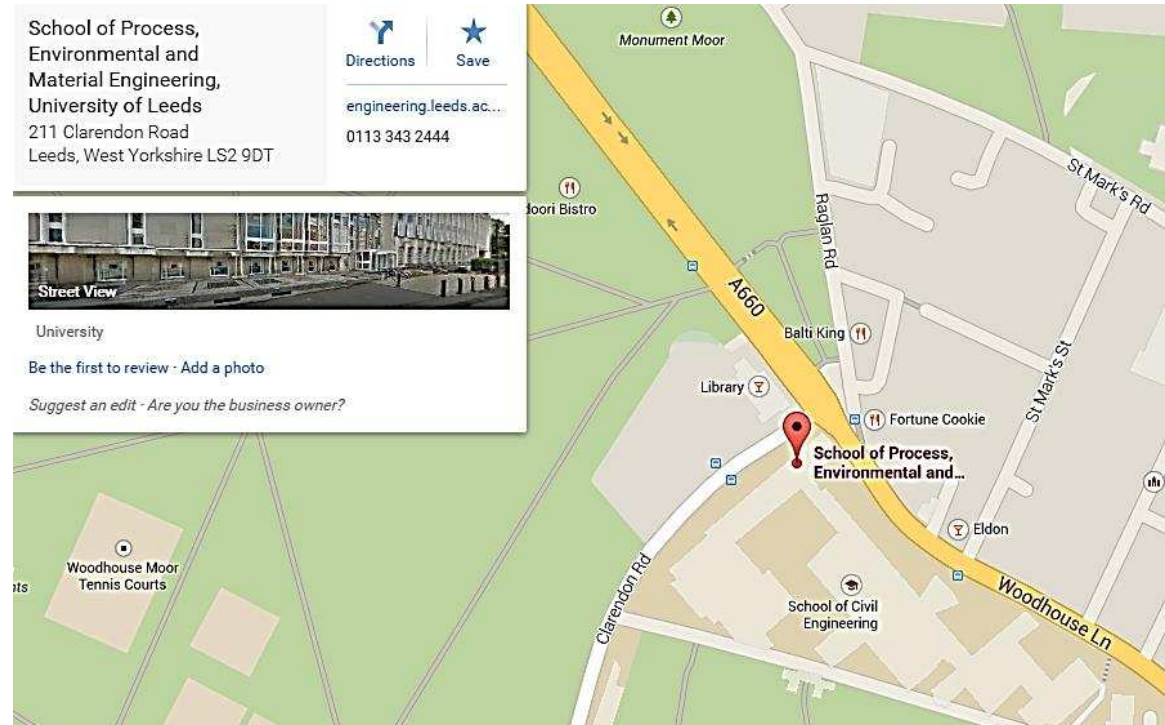 School of Process,
Environmental and
Material Engineering,
University of Leeds
211 Clarendon Road
Leeds, West Yorkshire LS2 9DT
Directions
Save
engineering.leeds.ac...
0113 343 2444
Street View
University
Be the first to review · Add a photo
Suggest an edit - Are you the business owner?
Monument Moor
doori Bistro
St Mark's Rd
Raglan Rd
A660
Balti King
St Mark's St
Library
Fortune Cookie
School of Process,
Environmental and...
Eldon
Woodhouse Moor
Tennis Courts
nts
Clarendon Rd
School of Civil
Engineering
Woodhouse Ln